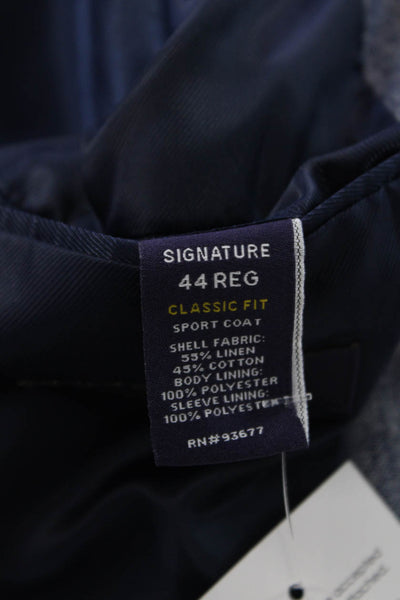 SIGNATURE
44 REG
CLASSIC FIT
SPORT COAT
SHELL FABRIC:
55% LINEN
45% COTTON
BODY LINING:
100% POLYESTER
SLEEVE LINING:
100% POLYESTER
RN#93677